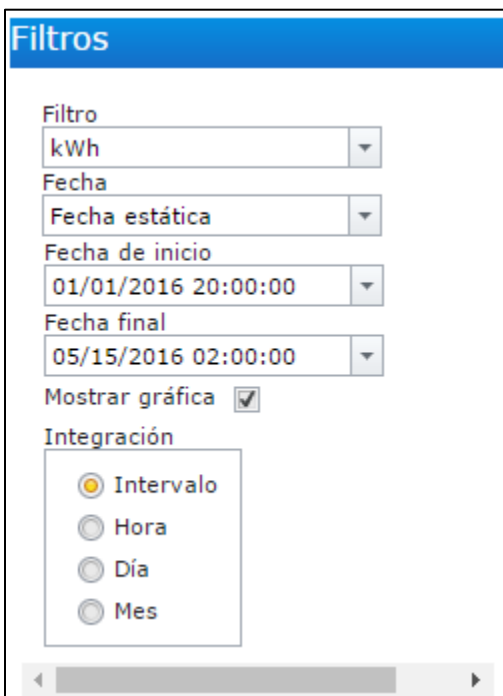 Filtros
Filtro
kWh
Fecha
Fecha estática
Fecha de inicio
01/01/2016 20:00:00
Fecha final
05/15/2016 02:00:00
Mostrar gráfica
Integración
Intervalo
Hora
Día
Mes